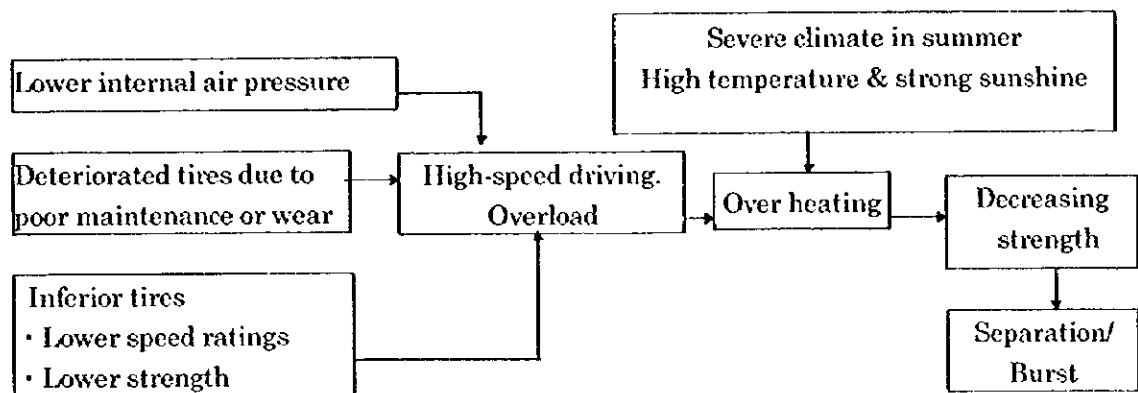 Severe climate in summer
High temperature & strong sunshine
Lower internal air pressure
Deteriorated tires due to
poor maintenance or wear
High-speed driving.
Overload
Over heating
Decreasing
strength
Inferior tires
・Lower speed ratings
・Lower strength
Separation/
Burst